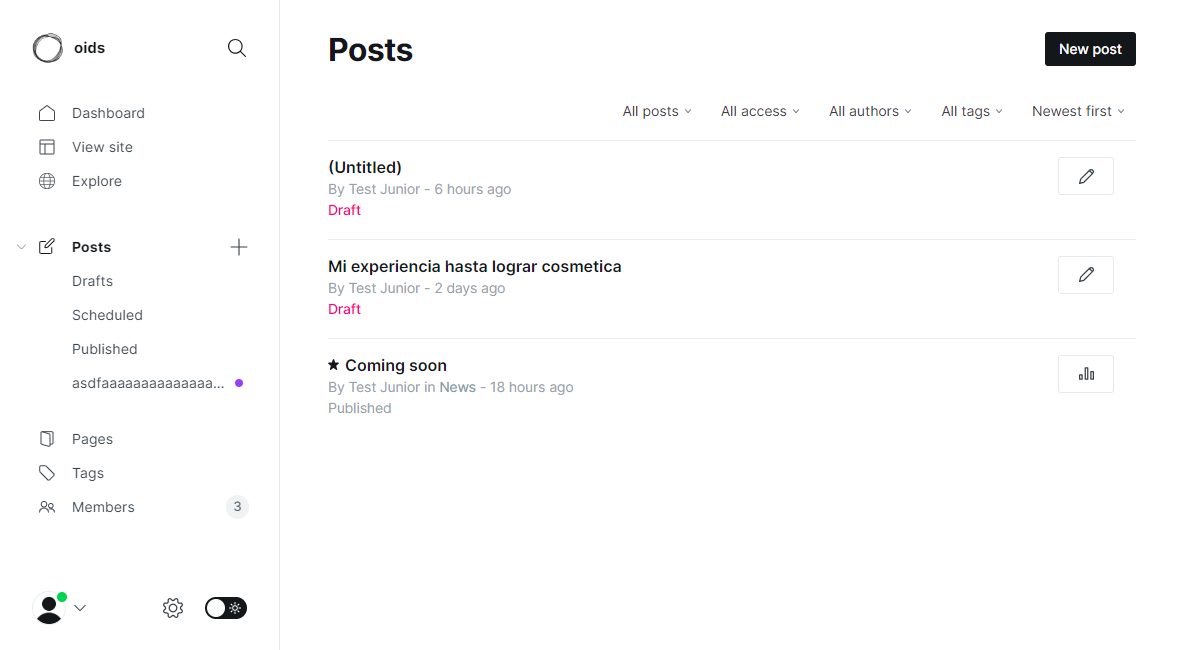 oids
Dashboard
View site
Explore
Posts
Drafts
Scheduled
Published
asdfaaaaaaaaaaaaaa...
Pages
Tags
Members 3
Posts
New post
All posts All access All authors All tags Newest first
(Untitled)
By Test Junior - 6 hours ago
Draft
Mi experiencia hasta lograr cosmetica
By Test Junior - 2 days ago
Draft
★ Coming soon
By Test Junior in News - 18 hours ago
Published